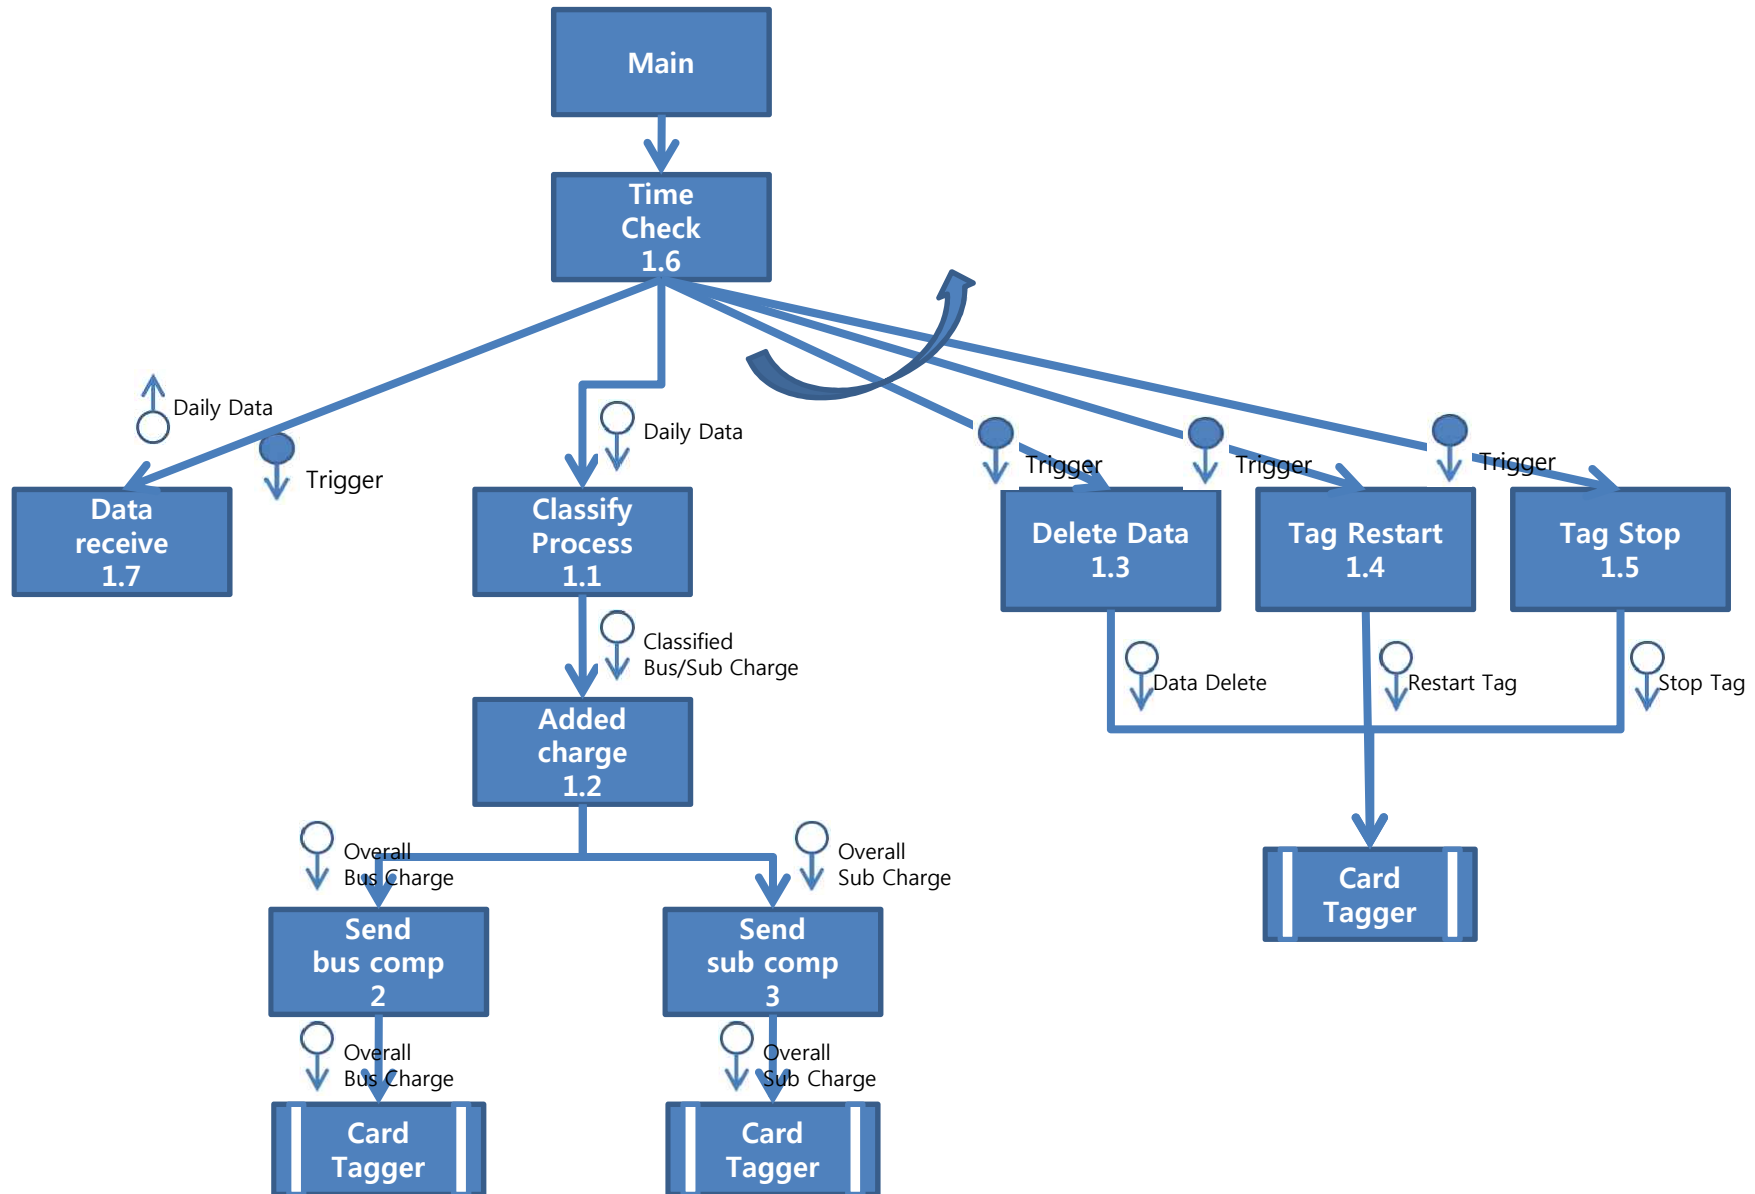 Main
Time
Check
1.6
Daily Data
Trigger
Daily Data
Trigger
Trigger
Trigger
Data
receive
1.7
Classify
Process
1.1
Delete Data
1.3
Tag Restart
1.4
Tag Stop
1.5
Classified
Bus/Sub Charge
Data Delete
Restart Tag
Stop Tag
Added
charge
1.2
Overall
Bus Charge
Overall
Sub Charge
Card
Tagger
Send
bus comp
2
Send
sub comp
3
Overall
Bus Charge
Overall
Sub Charge
Card
Tagger
Card
Tagger